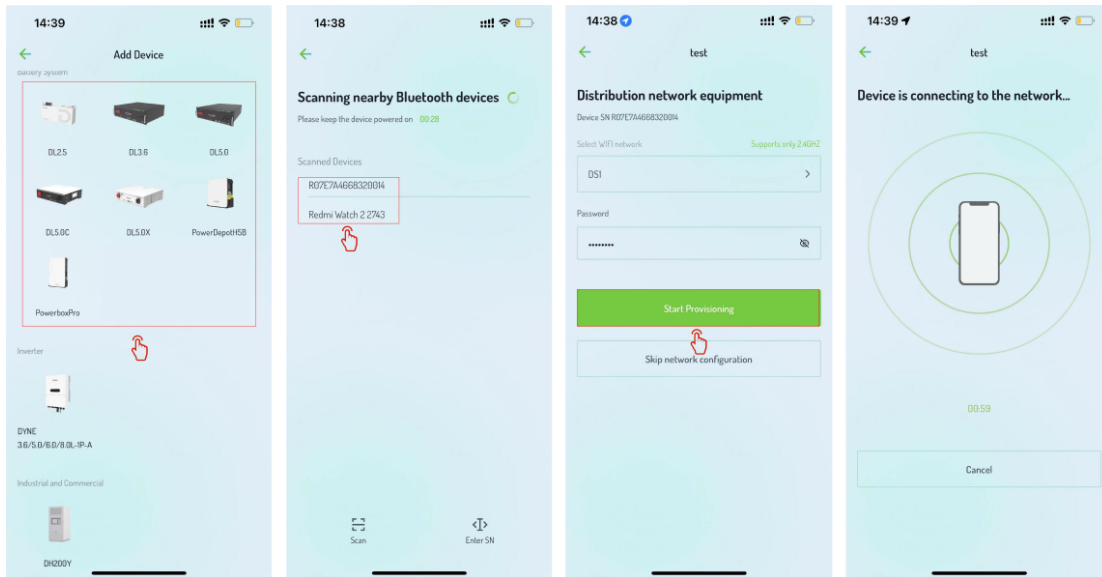 14:39
Add Device
Battery System
DL2.5
DL3.6
DL5.0
DL5.0C
DL5.0X
PowerDepotH5B
PowerboxPro
Inverter
DYNE
3.6/5.0/6.0/8.0L-1P-A
Industrial and Commercial
DH200Y
14:38
Scanning nearby Bluetooth devices
Please keep the device powered on 00:28
Scanned Devices
R07E7A4668320014
Redmi Watch 2 2743
Scan
Enter SN
14:38
test
Distribution network equipment
Device SN R07E7A4668320014
Select WIFI network
Supports only 2.4GHZ
DS1
Password
••••••••
Start Provisioning
Skip network configuration
14:39
test
Device is connecting to the network...
00:59
Cancel